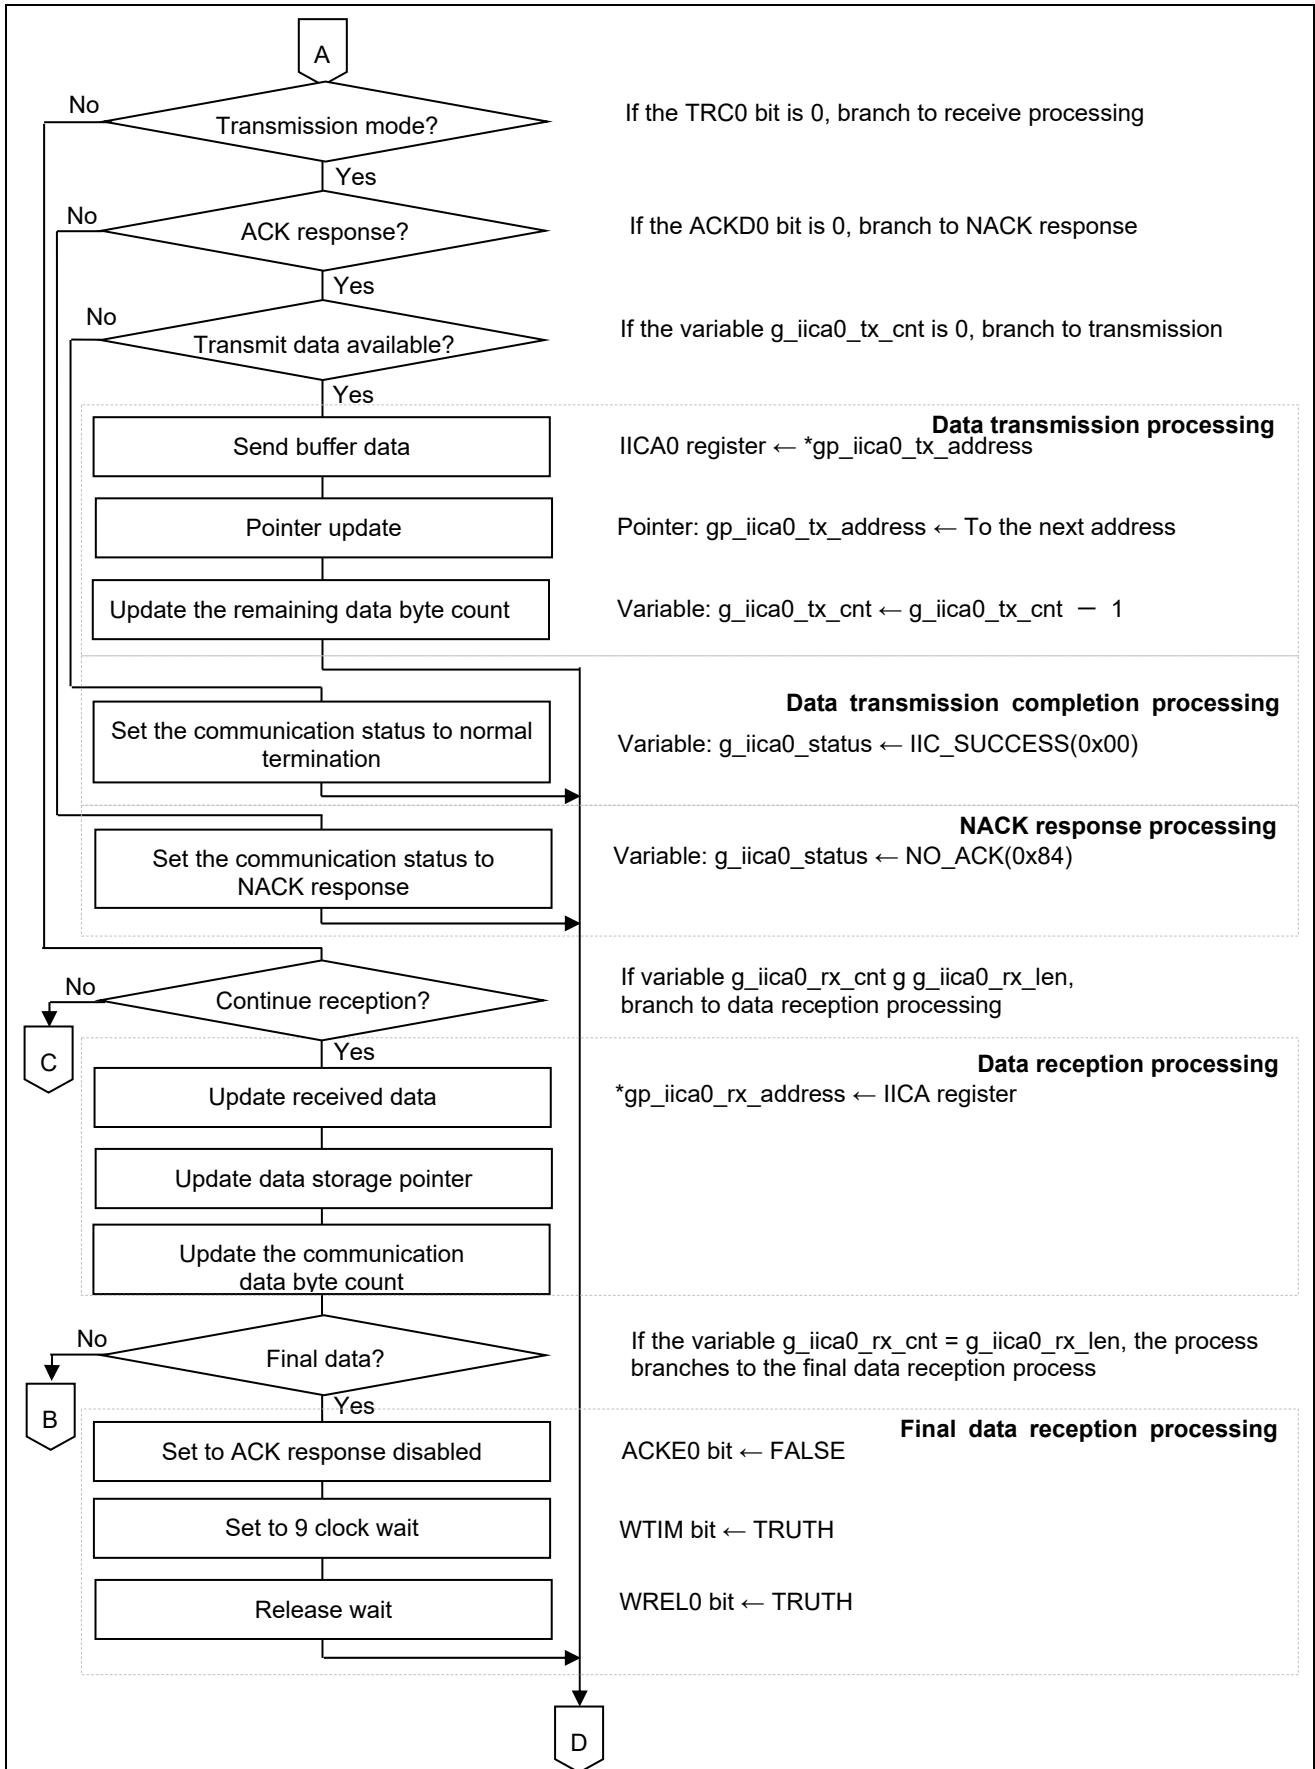 A
No
Transmission mode?
If the TRC0 bit is 0, branch to receive processing
Yes
No
ACK response?
If the ACKD0 bit is 0, branch to NACK response
Yes
No
Transmit data available?
If the variable g_iica0_tx_cnt is 0, branch to transmission
Yes
Data transmission processing
Send buffer data
IICA0 register ← *gp_iica0_tx_address
Pointer update
Pointer: gp_iica0_tx_address ← To the next address
Update the remaining data byte count
Variable: g_iica0_tx_cnt ← g_iica0_tx_cnt － 1
Data transmission completion processing
Set the communication status to normal
termination
Variable: g_iica0_status ← IIC_SUCCESS(0x00)
NACK response processing
Set the communication status to
NACK response
Variable: g_iica0_status ← NO_ACK(0x84)
No
Continue reception?
If variable g_iica0_rx_cnt g g_iica0_rx_len,
branch to data reception processing
C
Yes
Data reception processing
Update received data
*gp_iica0_rx_address ← IICA register
Update data storage pointer
Update the communication
data byte count
No
Final data?
If the variable g_iica0_rx_cnt = g_iica0_rx_len, the process
branches to the final data reception process
B
Yes
Final data reception processing
Set to ACK response disabled
ACKE0 bit ← FALSE
Set to 9 clock wait
WTIM bit ← TRUTH
Release wait
WREL0 bit ← TRUTH
D